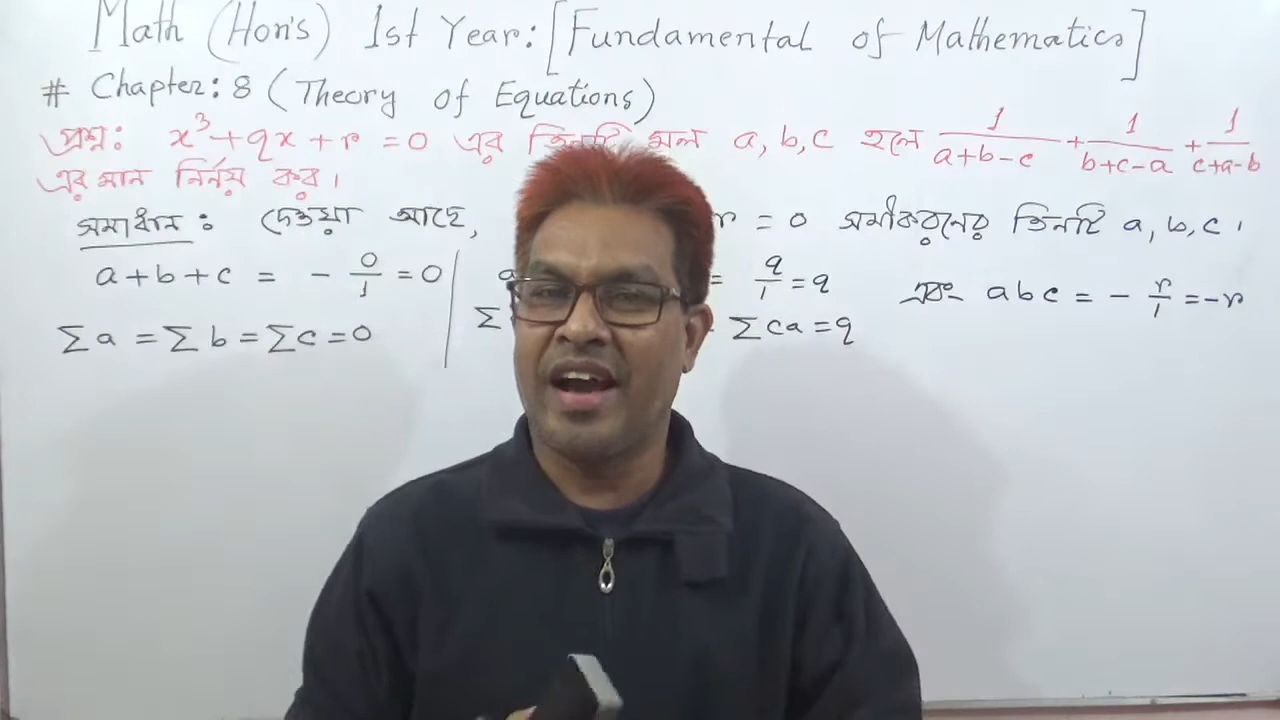 Math (Hon's) 1st Year: [Fundamental of Mathematics]
# Chapter: 8 (Theory of Equations)
প্রশ্ন: x³+qx+r=0 এর তিনটি মূল a, b, c হলে 1/(a+b-c) + 1/(b+c-a) + 1/(c+a-b)
এর মান নির্নয় কর।
সমাধান: দেওয়া আছে, r = 0 সমীকরনের তিনটি a, b, c।
a+b+c = - 0/1 = 0 | a = q/1 = q এবং abc = - r/1 = -r
Σa = Σb = Σc = 0 | Σ Σca = q